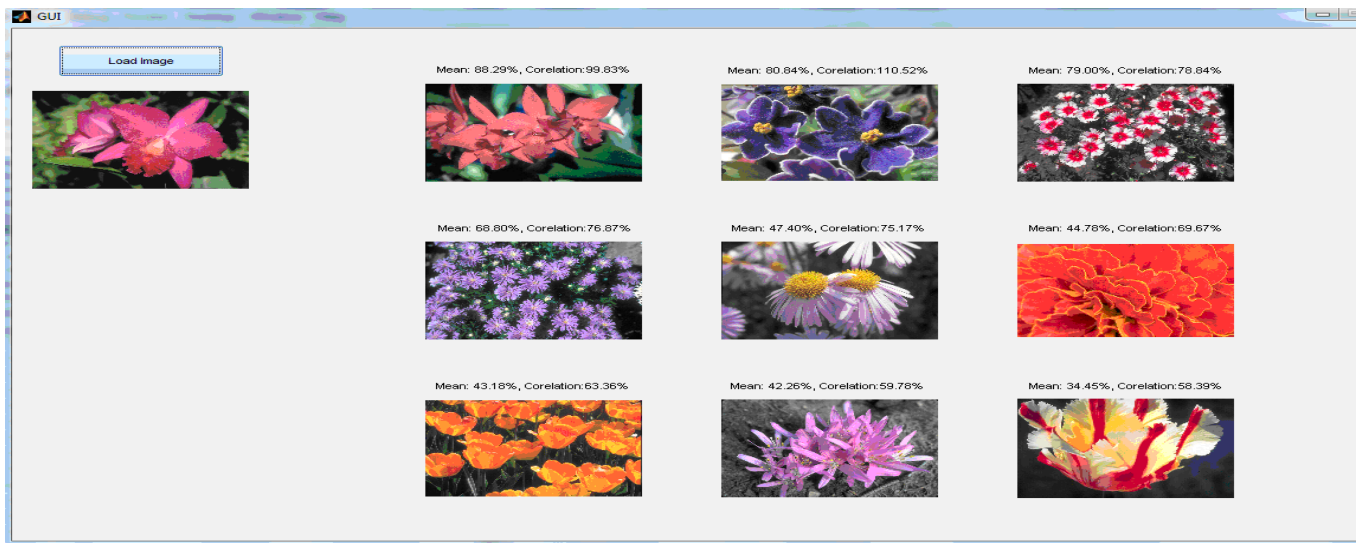 GUI
Load Image
Mean: 88.29%, Corelation:99.83%
Mean: 80.84%, Corelation:110.52%
Mean: 79.00%, Corelation:78.84%
Mean: 68.80%, Corelation:76.87%
Mean: 47.40%, Corelation:75.17%
Mean: 44.78%, Corelation:69.67%
Mean: 43.18%, Corelation:63.36%
Mean: 42.26%, Corelation:59.78%
Mean: 34.45%, Corelation:58.39%